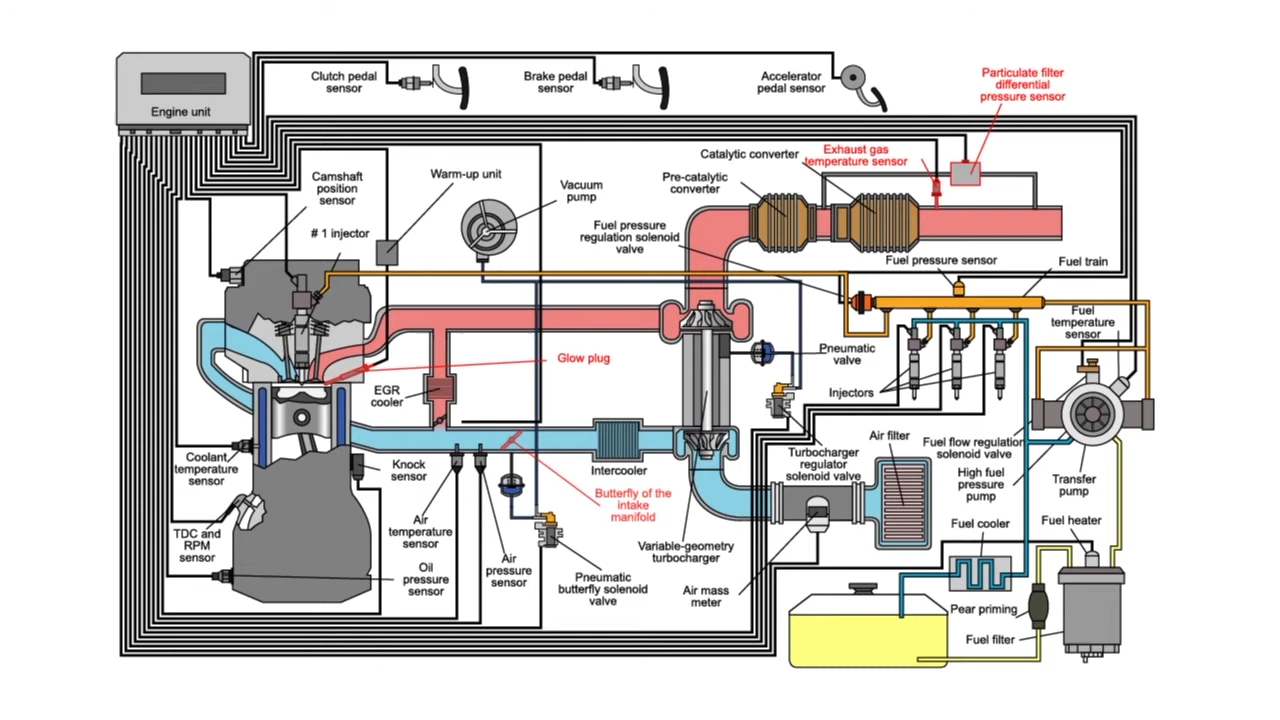 Engine unit
Clutch pedal
sensor
Brake pedal
sensor
Accelerator
pedal sensor
Particulate filter
differential
pressure sensor
Catalytic converter
Exhaust gas
temperature sensor
Pre-catalytic
converter
Camshaft
position
sensor
Warm-up unit
Vacuum
pump
# 1 injector
Fuel pressure
regulation solenoid
valve
Fuel pressure sensor
Fuel train
Fuel
temperature
sensor
Glow plug
Pneumatic
valve
EGR
cooler
Injectors
Coolant
temperature
sensor
Knock
sensor
Intercooler
Turbocharger
regulator
solenoid valve
Air filter
Fuel flow regulation
solenoid valve
High fuel
pressure
pump
Transfer
pump
Butterfly of the
intake
manifold
TDC and
RPM
sensor
Air
temperature
sensor
Air
pressure
sensor
Oil
pressure
sensor
Pneumatic
butterfly solenoid
valve
Variable-geometry
turbocharger
Air mass
meter
Fuel cooler
Fuel heater
Pear priming
Fuel filter